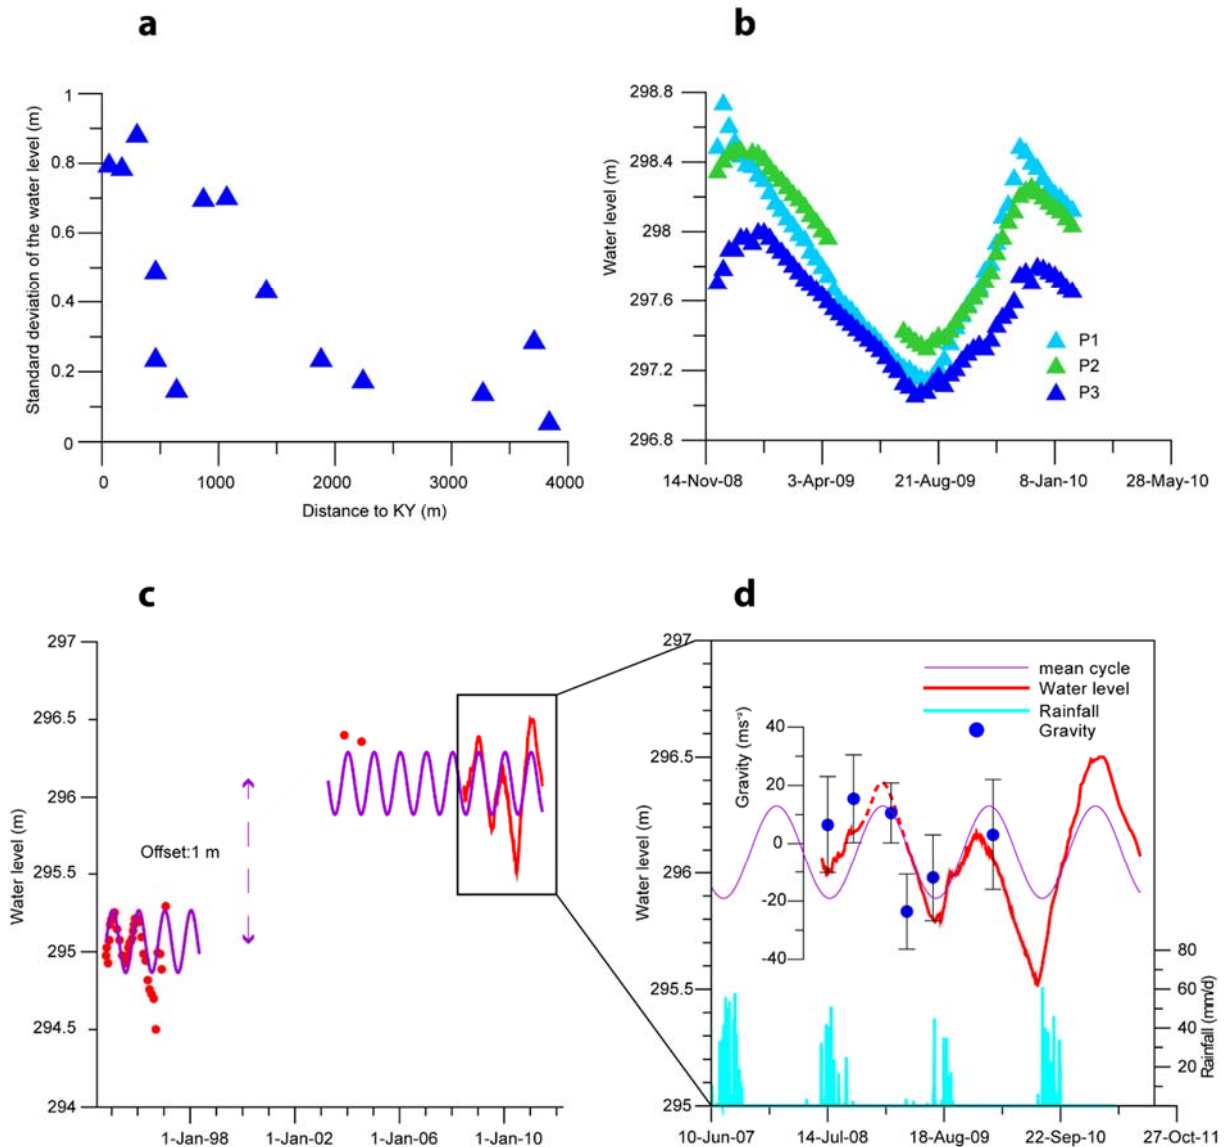 a
Standard deviation of the water level (m)
1
0.8
0.6
0.4
0.2
0
0
1000
2000
3000
4000
Distance to KY (m)
b
Water level (m)
298.8
298.4
298
297.6
297.2
296.8
P1
P2
P3
14-Nov-08
3-Apr-09
21-Aug-09
8-Jan-10
28-May-10
c
Water level (m)
297
296.5
296
295.5
295
294.5
294
Offset:1 m
1-Jan-98
1-Jan-02
1-Jan-06
1-Jan-10
d
Water level (m)
297
296.5
296
295.5
295
mean cycle
Water level
Rainfall
Gravity
Gravity (ms⁻²)
40
20
0
-20
-40
80
60
40
20
Rainfall (mm/d)
10-Jun-07
14-Jul-08
18-Aug-09
22-Sep-10
27-Oct-11